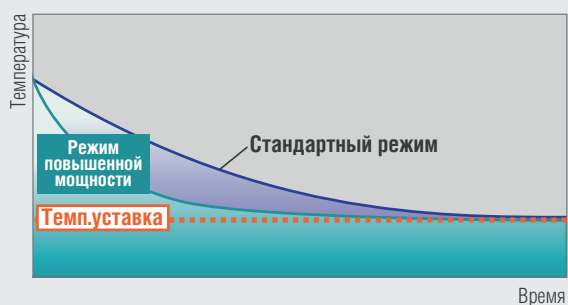 Температура
Стандартный режим
Режим
повышенной
мощности
Темп.уставка
Время